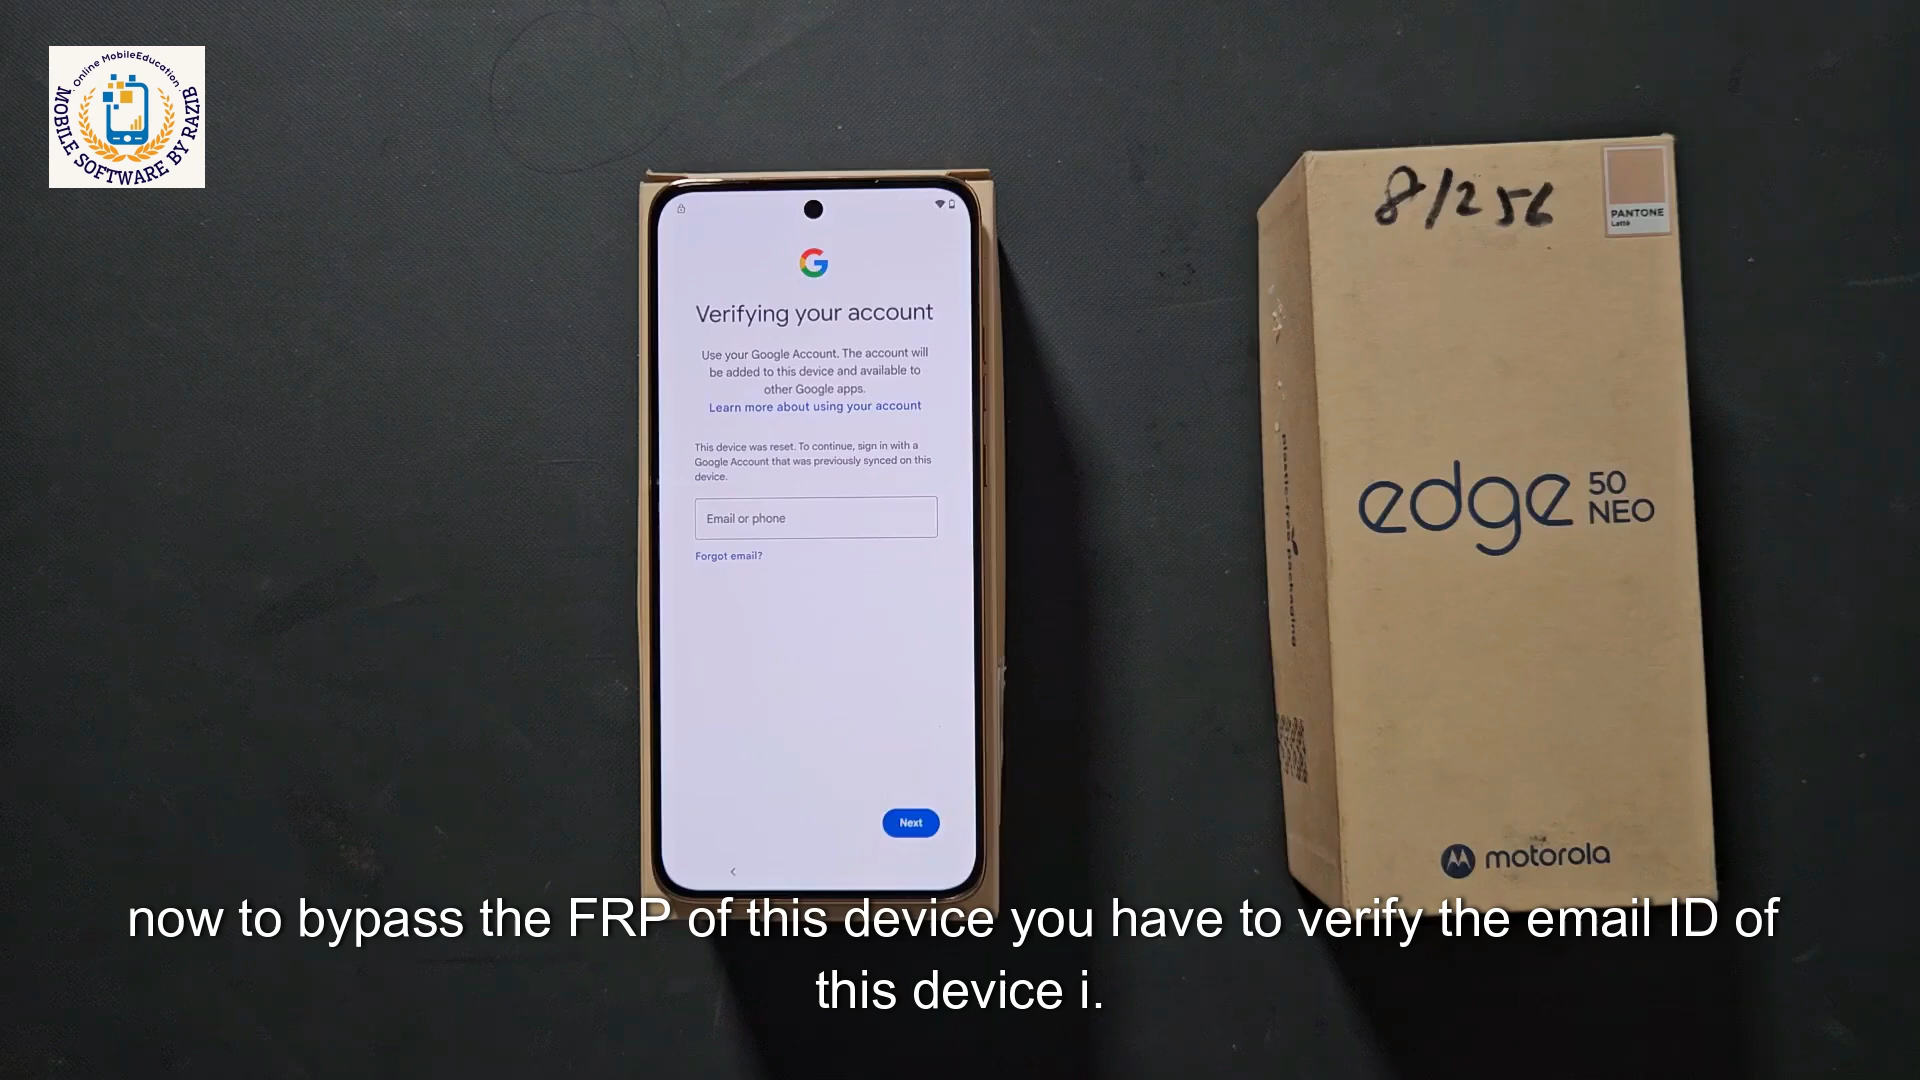 Online MobileEducation
MOBILE SOFTWARE BY RAZIB
Verifying your account
Use your Google Account. The account will
be added to this device and available to
other Google apps.
Learn more about using your account
This device was reset. To continue, sign in with a
Google Account that was previously synced on this
device.
Email or phone
Forgot email?
Next
8/256
PANTONE
Latte
plastic-free packaging
edge 50
NEO
motorola
now to bypass the FRP of this device you have to verify the email ID of
this device i.